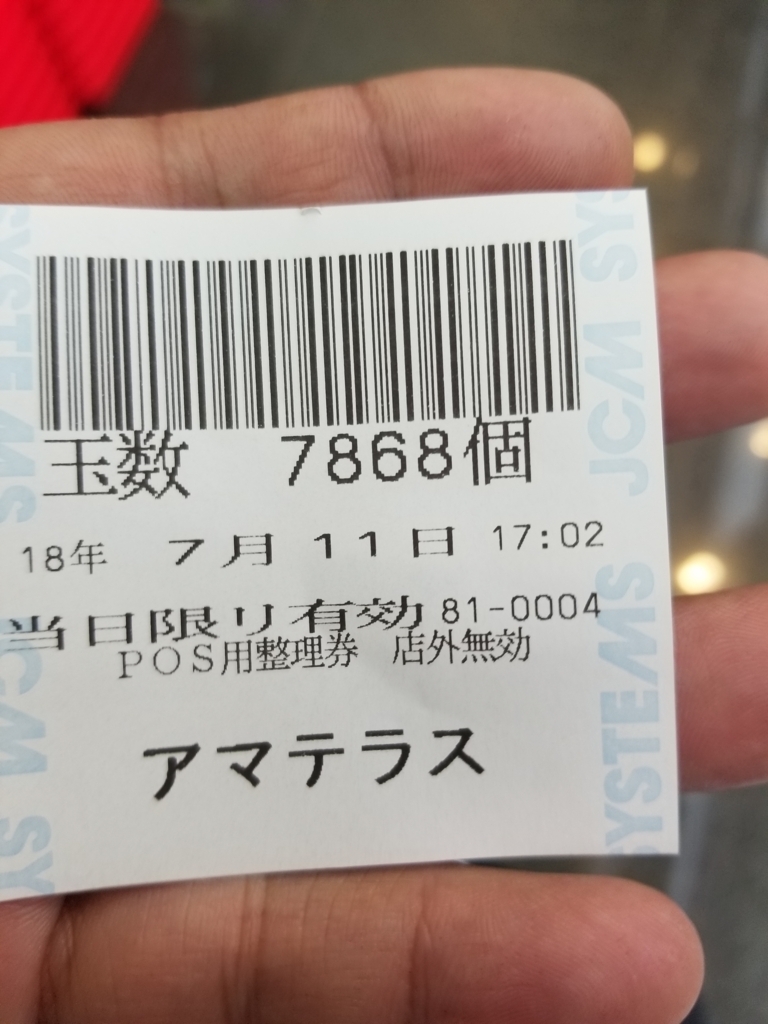 玉数 7868個
18年 7月11日 17:02
当日限り有効 81-0004
POS用整理券 店外無効
アマテラス
JCM SYSTEMS